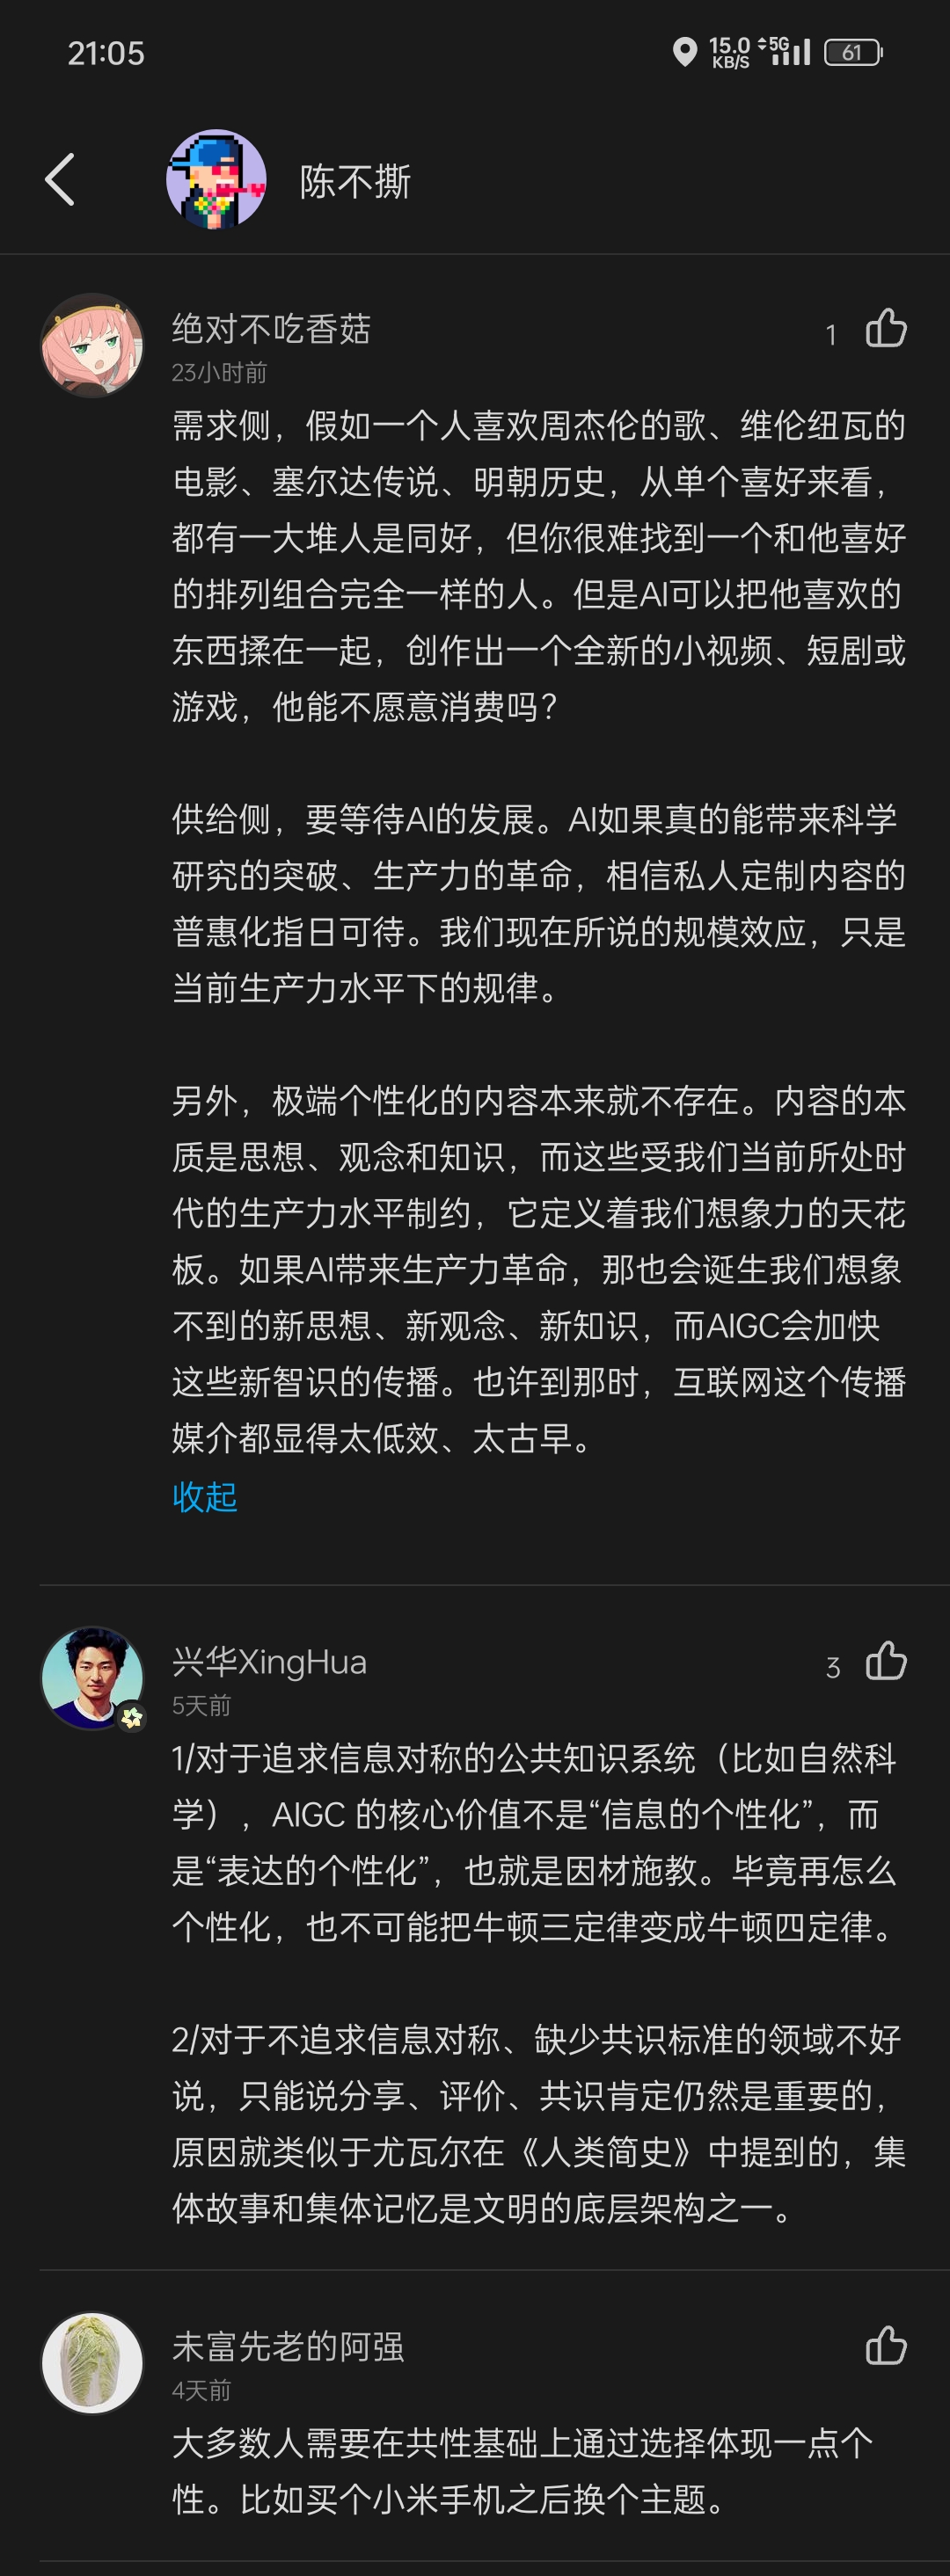 21:05
15.0 KB/S 5G 61
陈不撕
绝对不吃香菇
1
23小时前
需求侧，假如一个人喜欢周杰伦的歌、维伦纽瓦的
电影、塞尔达传说、明朝历史，从单个喜好来看，
都有一大堆人是同好，但你很难找到一个和他喜好
的排列组合完全一样的人。但是AI可以把他喜欢的
东西揉在一起，创作出一个全新的小视频、短剧或
游戏，他能不愿意消费吗？
供给侧，要等待AI的发展。AI如果真的能带来科学
研究的突破、生产力的革命，相信私人定制内容的
普惠化指日可待。我们现在所说的规模效应，只是
当前生产力水平下的规律。
另外，极端个性化的内容本来就不存在。内容的本
质是思想、观念和知识，而这些受我们当前所处时
代的生产力水平制约，它定义着我们想象力的天花
板。如果AI带来生产力革命，那也会诞生我们想象
不到的新思想、新观念、新知识，而AIGC会加快
这些新智识的传播。也许到那时，互联网这个传播
媒介都显得太低效、太古早。
收起
兴华XingHua
3
5天前
1/对于追求信息对称的公共知识系统（比如自然科
学），AIGC 的核心价值不是“信息的个性化”，而
是“表达的个性化”，也就是因材施教。毕竟再怎么
个性化，也不可能把牛顿三定律变成牛顿四定律。
2/对于不追求信息对称、缺少共识标准的领域不好
说，只能说分享、评价、共识肯定仍然是重要的，
原因就类似于尤瓦尔在《人类简史》中提到的，集
体故事和集体记忆是文明的底层架构之一。
未富先老的阿强
4天前
大多数人需要在共性基础上通过选择体现一点个
性。比如买个小米手机之后换个主题。